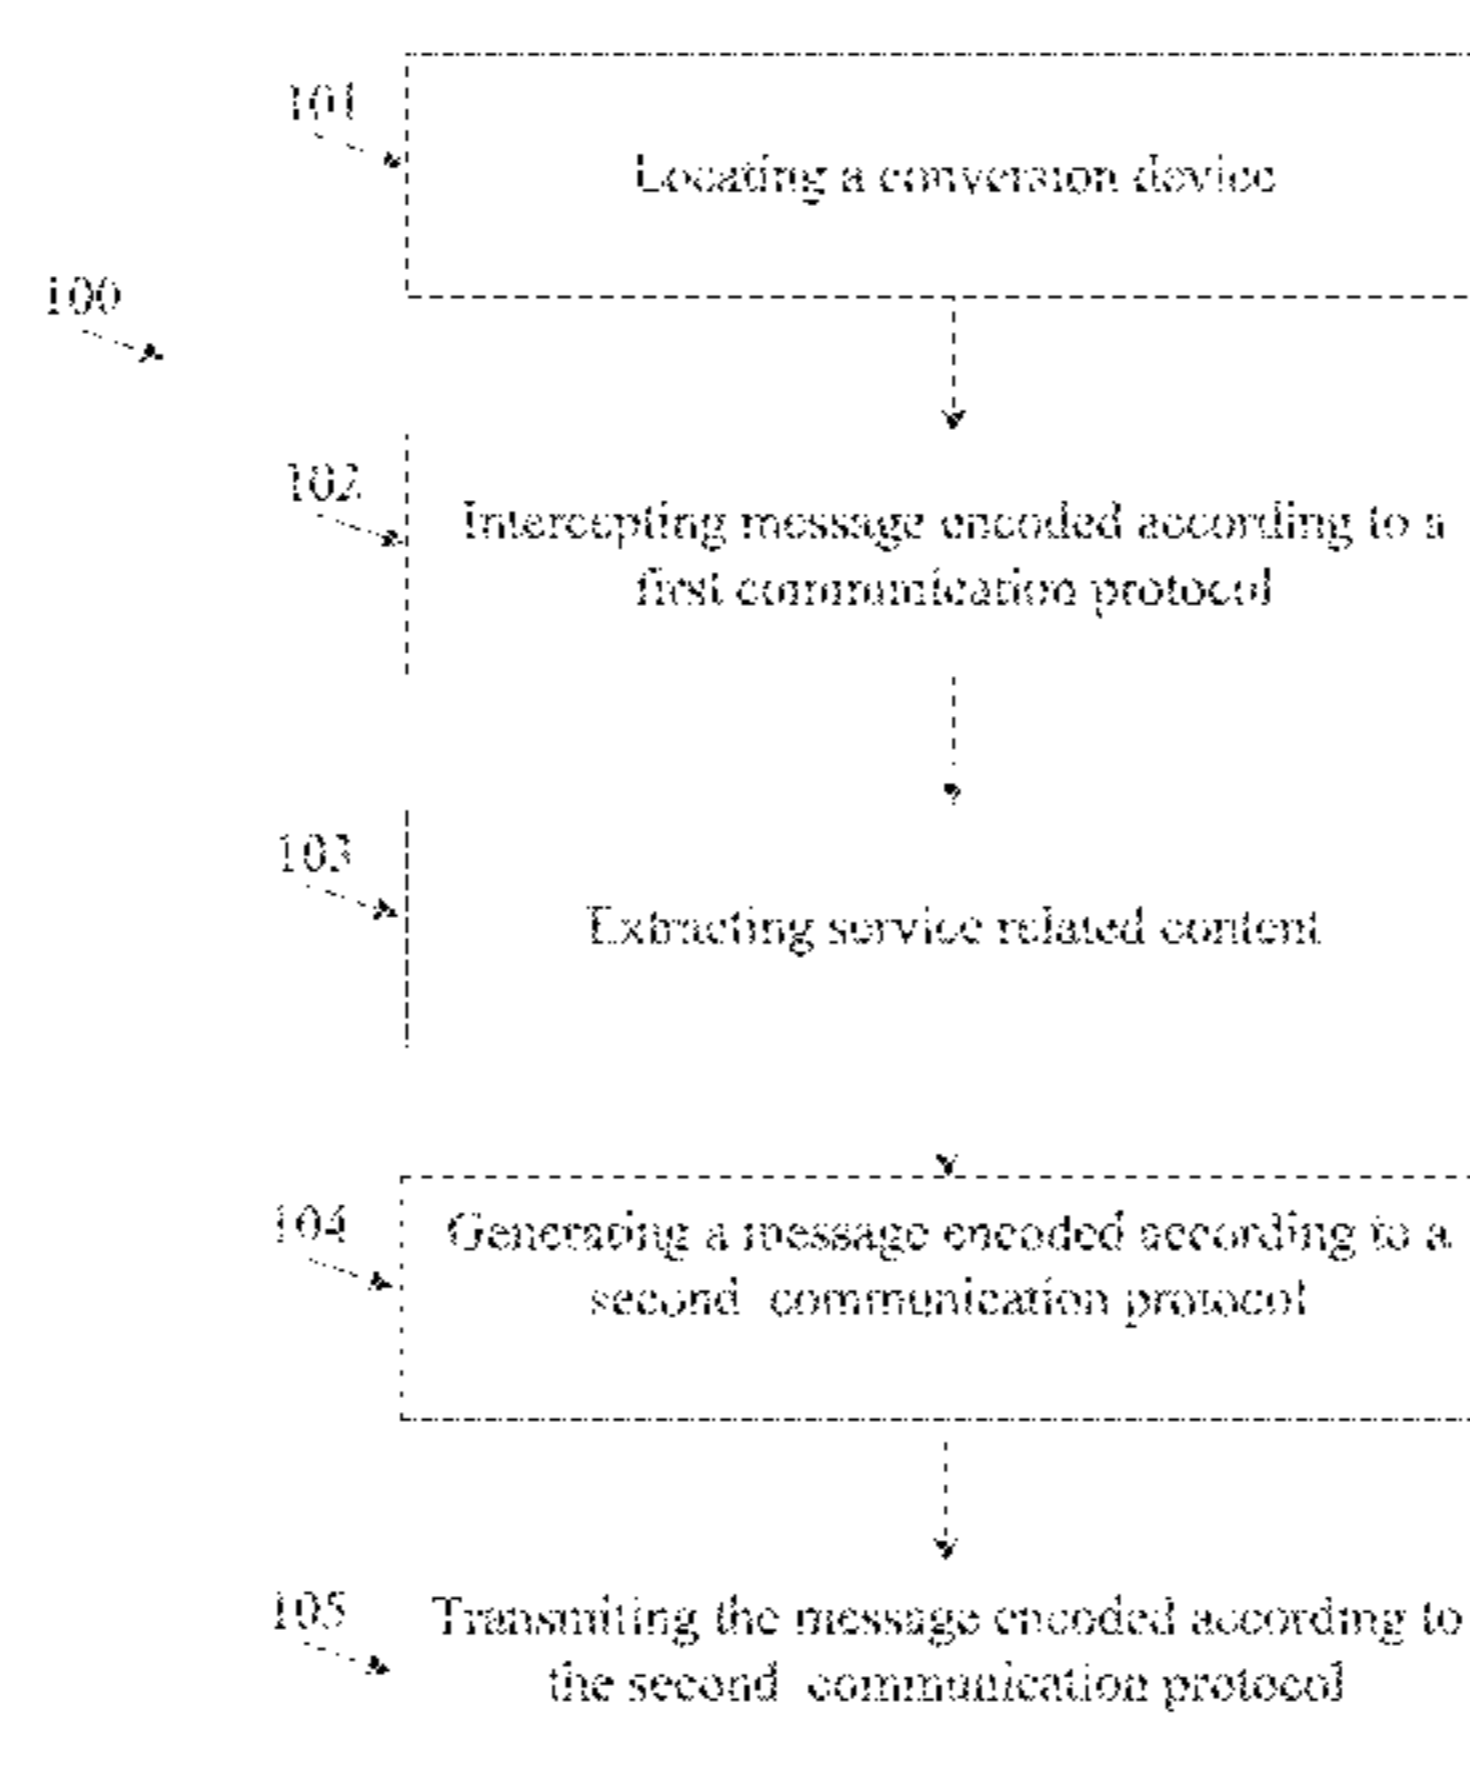 101
Locating a conversion device
100
102
Intercepting message encoded according to a
first communication protocol
103
Extracting service related content
104
Generating a message encoded according to a
second communication protocol
105
Transmiting the message encoded according to
the second communication protocol